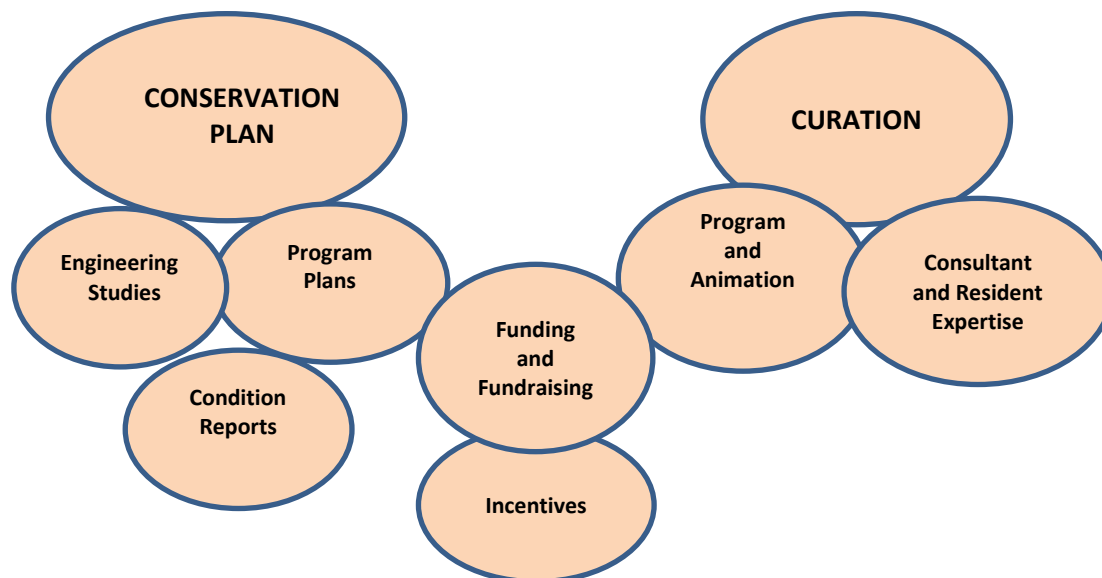 CONSERVATION
PLAN
CURATION
Engineering
Studies
Program
Plans
Condition
Reports
Funding
and
Fundraising
Incentives
Program
and
Animation
Consultant
and Resident
Expertise